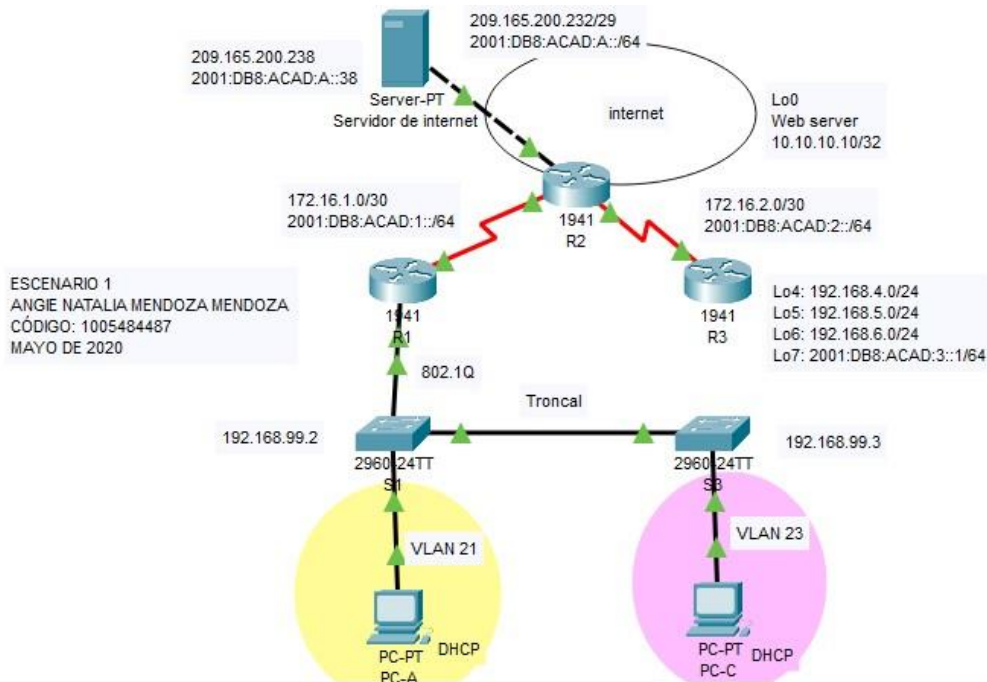 209.165.200.232/29
2001:DB8:ACAD:A::/64
209.165.200.238
2001:DB8:ACAD:A::38
Server-PT
Servidor de internet
internet
Lo0
Web server
10.10.10.10/32
172.16.1.0/30
2001:DB8:ACAD:1::/64
1941
R2
172.16.2.0/30
2001:DB8:ACAD:2::/64
ESCENARIO 1
ANGIE NATALIA MENDOZA MENDOZA
CÓDIGO: 1005484487
MAYO DE 2020
1941
R1
1941
R3
Lo4: 192.168.4.0/24
Lo5: 192.168.5.0/24
Lo6: 192.168.6.0/24
Lo7: 2001:DB8:ACAD:3::1/64
802.1Q
Troncal
192.168.99.2
2960-24TT
S1
2960-24TT
S3
192.168.99.3
VLAN 21
VLAN 23
PC-PT
PC-A
DHCP
PC-PT
PC-C
DHCP